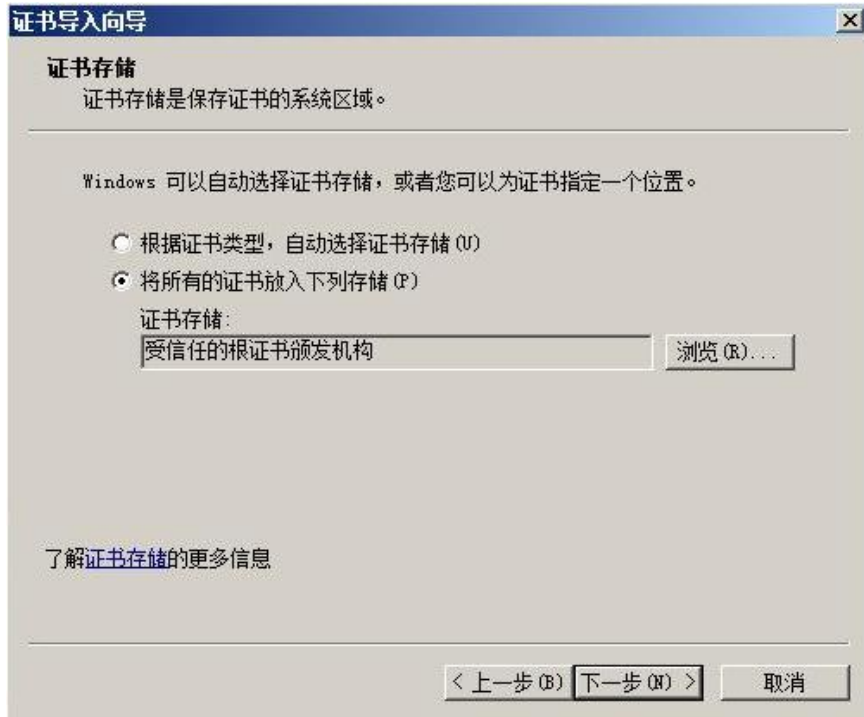 证书导入向导
证书存储
证书存储是保存证书的系统区域。
Windows 可以自动选择证书存储，或者您可以为证书指定一个位置。
根据证书类型，自动选择证书存储(U)
将所有的证书放入下列存储(P)
证书存储:
受信任的根证书颁发机构 浏览(R)...
了解证书存储的更多信息
< 上一步(B) 下一步(N) > 取消